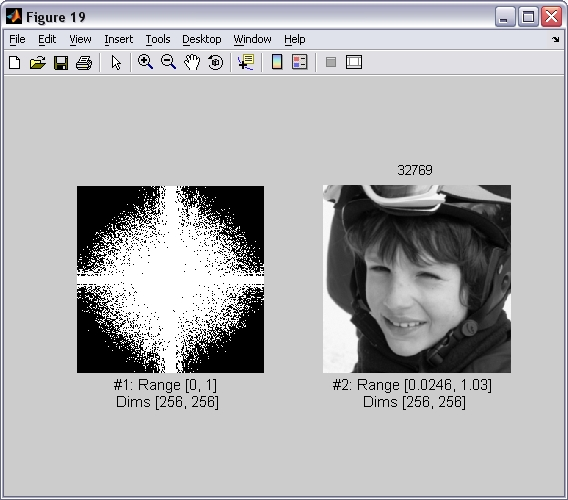 Figure 19
File Edit View Insert Tools Desktop Window Help
32769
#1: Range [0, 1]
Dims [256, 256]
#2: Range [0.0246, 1.03]
Dims [256, 256]